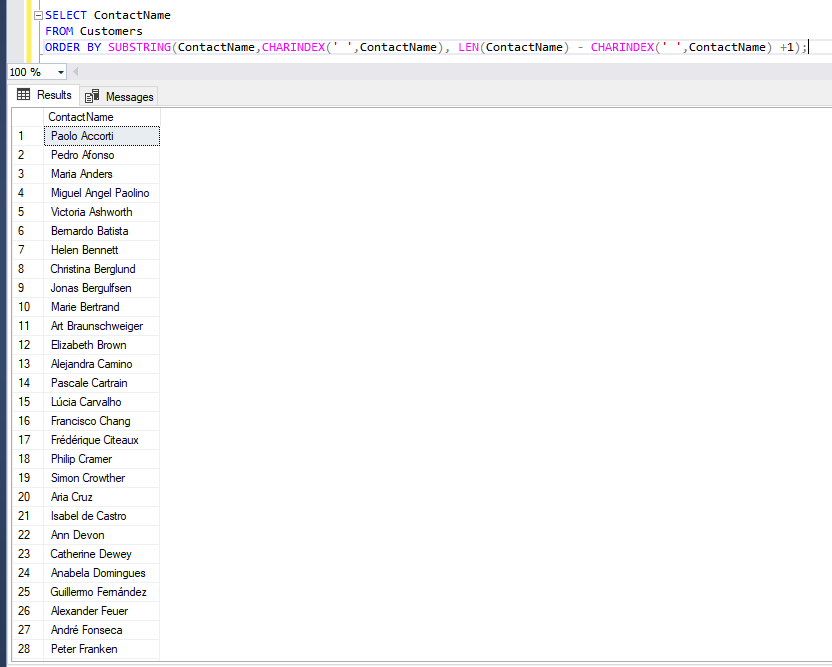 SELECT ContactName
FROM Customers
ORDER BY SUBSTRING(ContactName,CHARINDEX(' ',ContactName), LEN(ContactName) - CHARINDEX(' ',ContactName) +1);
100 %
Results Messages
ContactName
1 Paolo Accorti
2 Pedro Afonso
3 Maria Anders
4 Miguel Angel Paolino
5 Victoria Ashworth
6 Bernardo Batista
7 Helen Bennett
8 Christina Berglund
9 Jonas Bergulfsen
10 Marie Bertrand
11 Art Braunschweiger
12 Elizabeth Brown
13 Alejandra Camino
14 Pascale Cartrain
15 Lúcia Carvalho
16 Francisco Chang
17 Frédérique Citeaux
18 Philip Cramer
19 Simon Crowther
20 Aria Cruz
21 Isabel de Castro
22 Ann Devon
23 Catherine Dewey
24 Anabela Domingues
25 Guillermo Fernández
26 Alexander Feuer
27 André Fonseca
28 Peter Franken